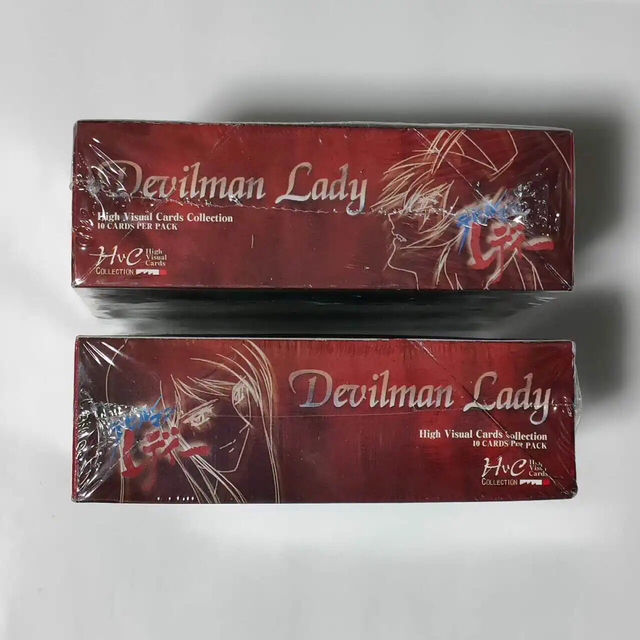 Devilman Lady
High Visual Cards Collection
10 CARDS PER PACK
HvC
High
Visual
Cards
COLLECTION
デビルマン
レディー
Devilman Lady
High Visual Cards Collection
10 CARDS PER PACK
HvC
Visual
Cards
COLLECTION
デビルマン
レディー